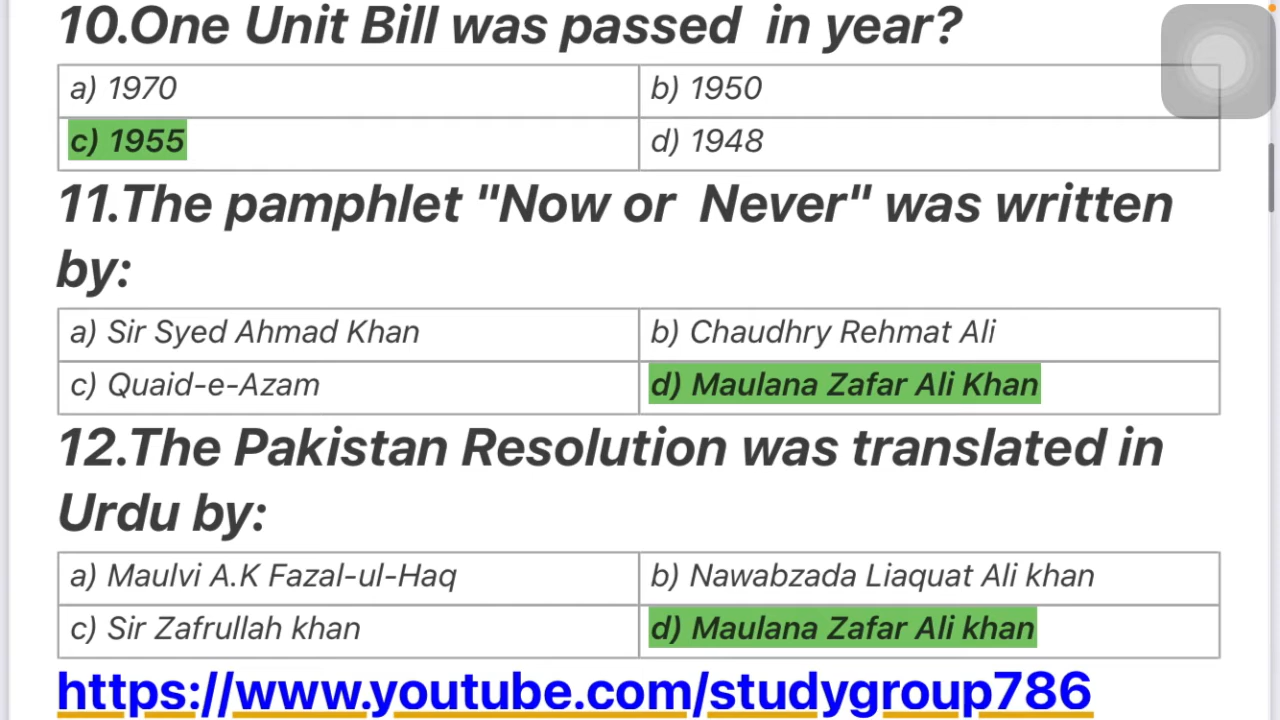 10.One Unit Bill was passed  in year?
a) 1970
b) 1950
c) 1955
d) 1948
11.The pamphlet "Now or  Never" was written
by:
a) Sir Syed Ahmad Khan
b) Chaudhry Rehmat Ali
c) Quaid-e-Azam
d) Maulana Zafar Ali Khan
12.The Pakistan Resolution was translated in
Urdu by:
a) Maulvi A.K Fazal-ul-Haq
b) Nawabzada Liaquat Ali khan
c) Sir Zafrullah khan
d) Maulana Zafar Ali khan
https://www.youtube.com/studygroup786